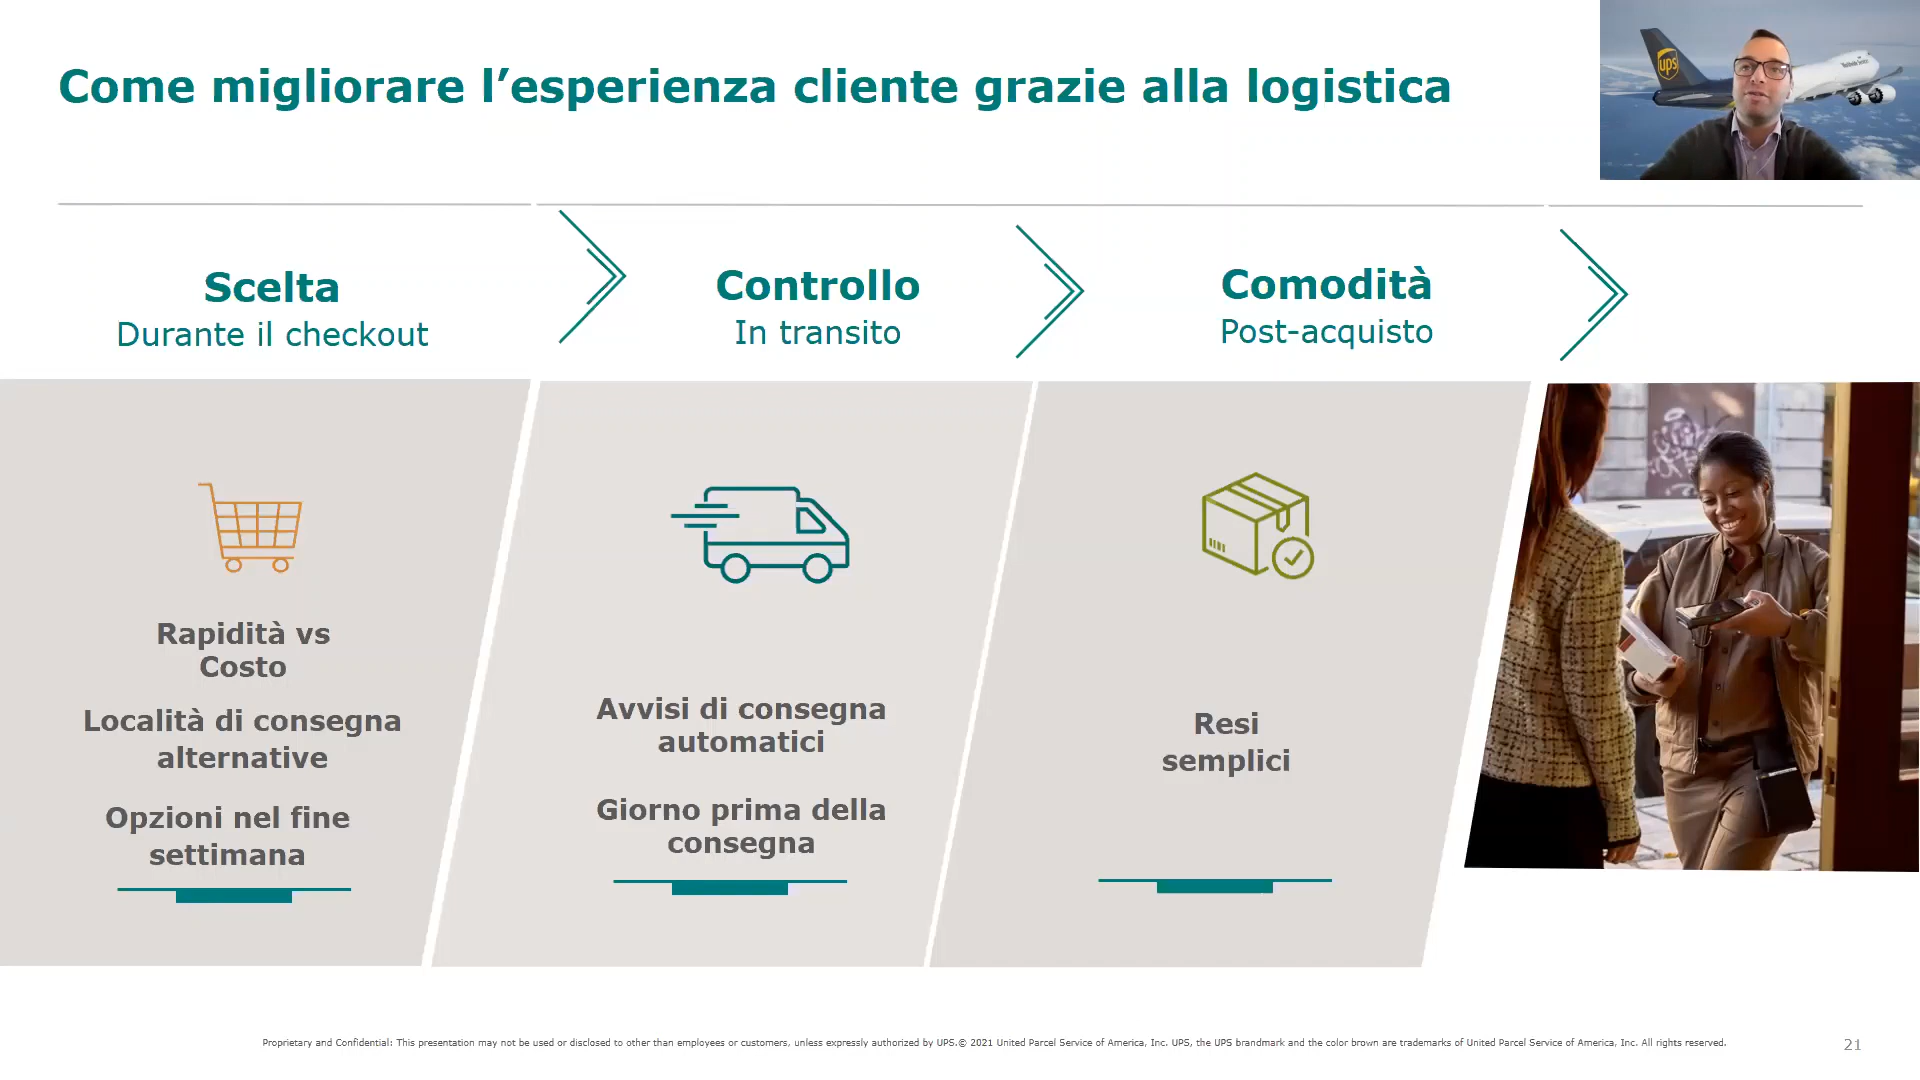 Come migliorare l’esperienza cliente grazie alla logistica
ups
Scelta
Durante il checkout
Controllo
In transito
Comodità
Post-acquisto
Rapidità vs
Costo
Località di consegna
alternative
Opzioni nel fine
settimana
Avvisi di consegna
automatici
Giorno prima della
consegna
Resi
semplici
Proprietary and Confidential: This presentation may not be used or disclosed to other than employees or customers, unless expressly authorized by UPS.© 2021 United Parcel Service of America, Inc. UPS, the UPS brandmark and the color brown are trademarks of United Parcel Service of America, Inc. All rights reserved.
21